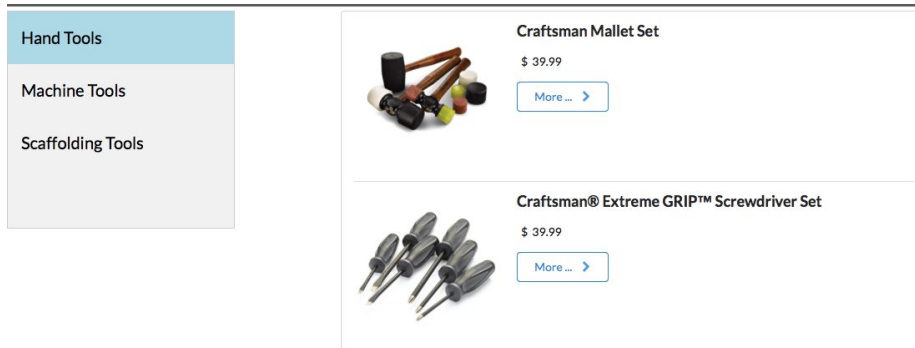 Hand Tools
Machine Tools
Scaffolding Tools
Craftsman Mallet Set
$ 39.99
More ...
Craftsman® Extreme GRIP™ Screwdriver Set
$ 39.99
More ...